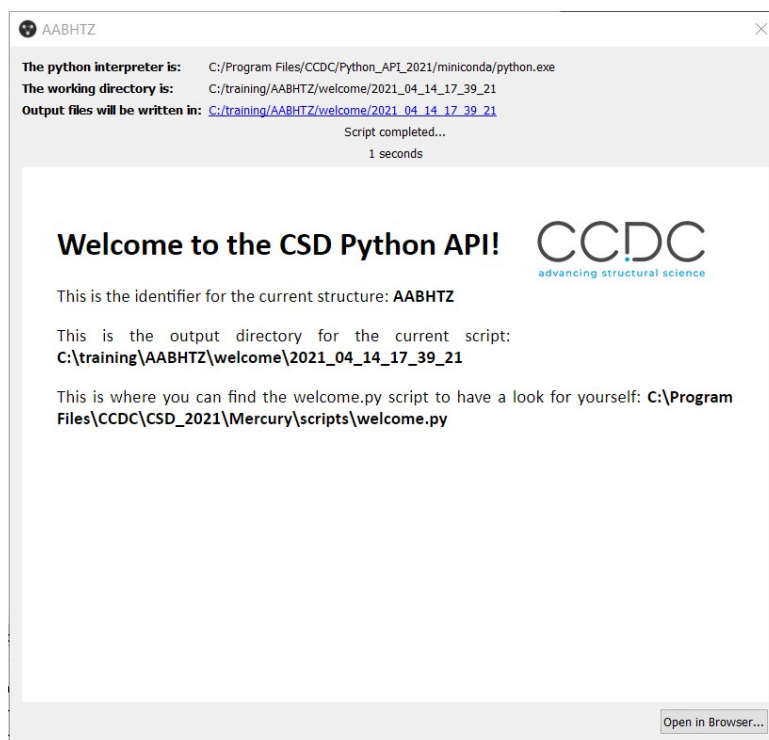 AABHTZ
The python interpreter is: C:/Program Files/CCDC/Python_API_2021/miniconda/python.exe
The working directory is: C:/training/AABHTZ/welcome/2021_04_14_17_39_21
Output files will be written in: C:/training/AABHTZ/welcome/2021_04_14_17_39_21
Script completed...
1 seconds
Welcome to the CSD Python API!
CCDC
advancing structural science
This is the identifier for the current structure: AABHTZ
This is the output directory for the current script:
C:\training\AABHTZ\welcome\2021_04_14_17_39_21
This is where you can find the welcome.py script to have a look for yourself: C:\Program
Files\CCDC\CSD_2021\Mercury\scripts\welcome.py
Open in Browser...